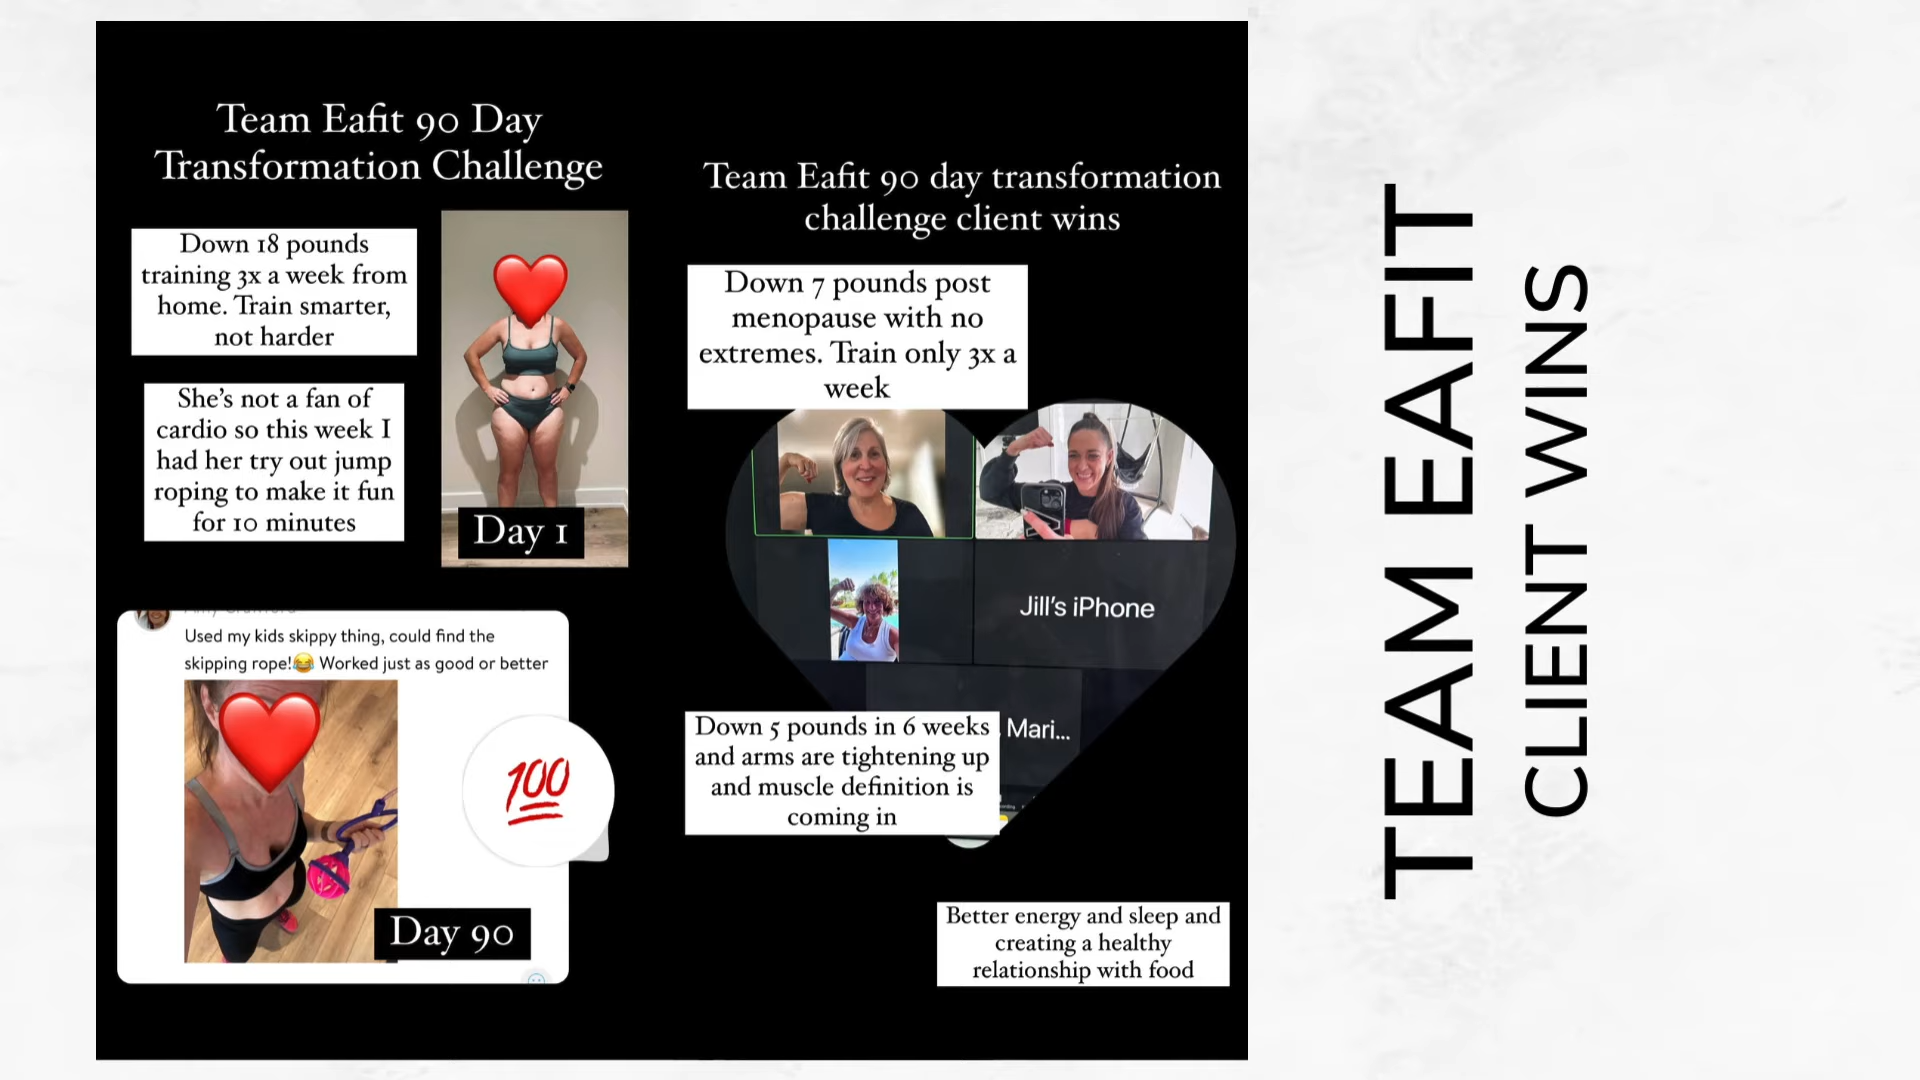 Team Eafit 90 Day
Transformation Challenge
Down 18 pounds
training 3x a week from
home. Train smarter,
not harder
She's not a fan of
cardio so this week I
had her try out jump
roping to make it fun
for 10 minutes
Day 1
Used my kids skippy thing, could find the
skipping rope!😂 Worked just as good or better
100
Day 90
Team Eafit 90 day transformation
challenge client wins
Down 7 pounds post
menopause with no
extremes. Train only 3x a
week
Jill's iPhone
Mari...
Down 5 pounds in 6 weeks
and arms are tightening up
and muscle definition is
coming in
Better energy and sleep and
creating a healthy
relationship with food
TEAM EAFIT
CLIENT WINS